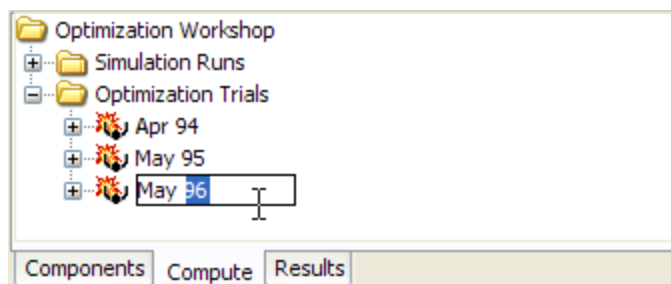 Optimization Workshop
Simulation Runs
Optimization Trials
Apr 94
May 95
May 96
Components Compute Results